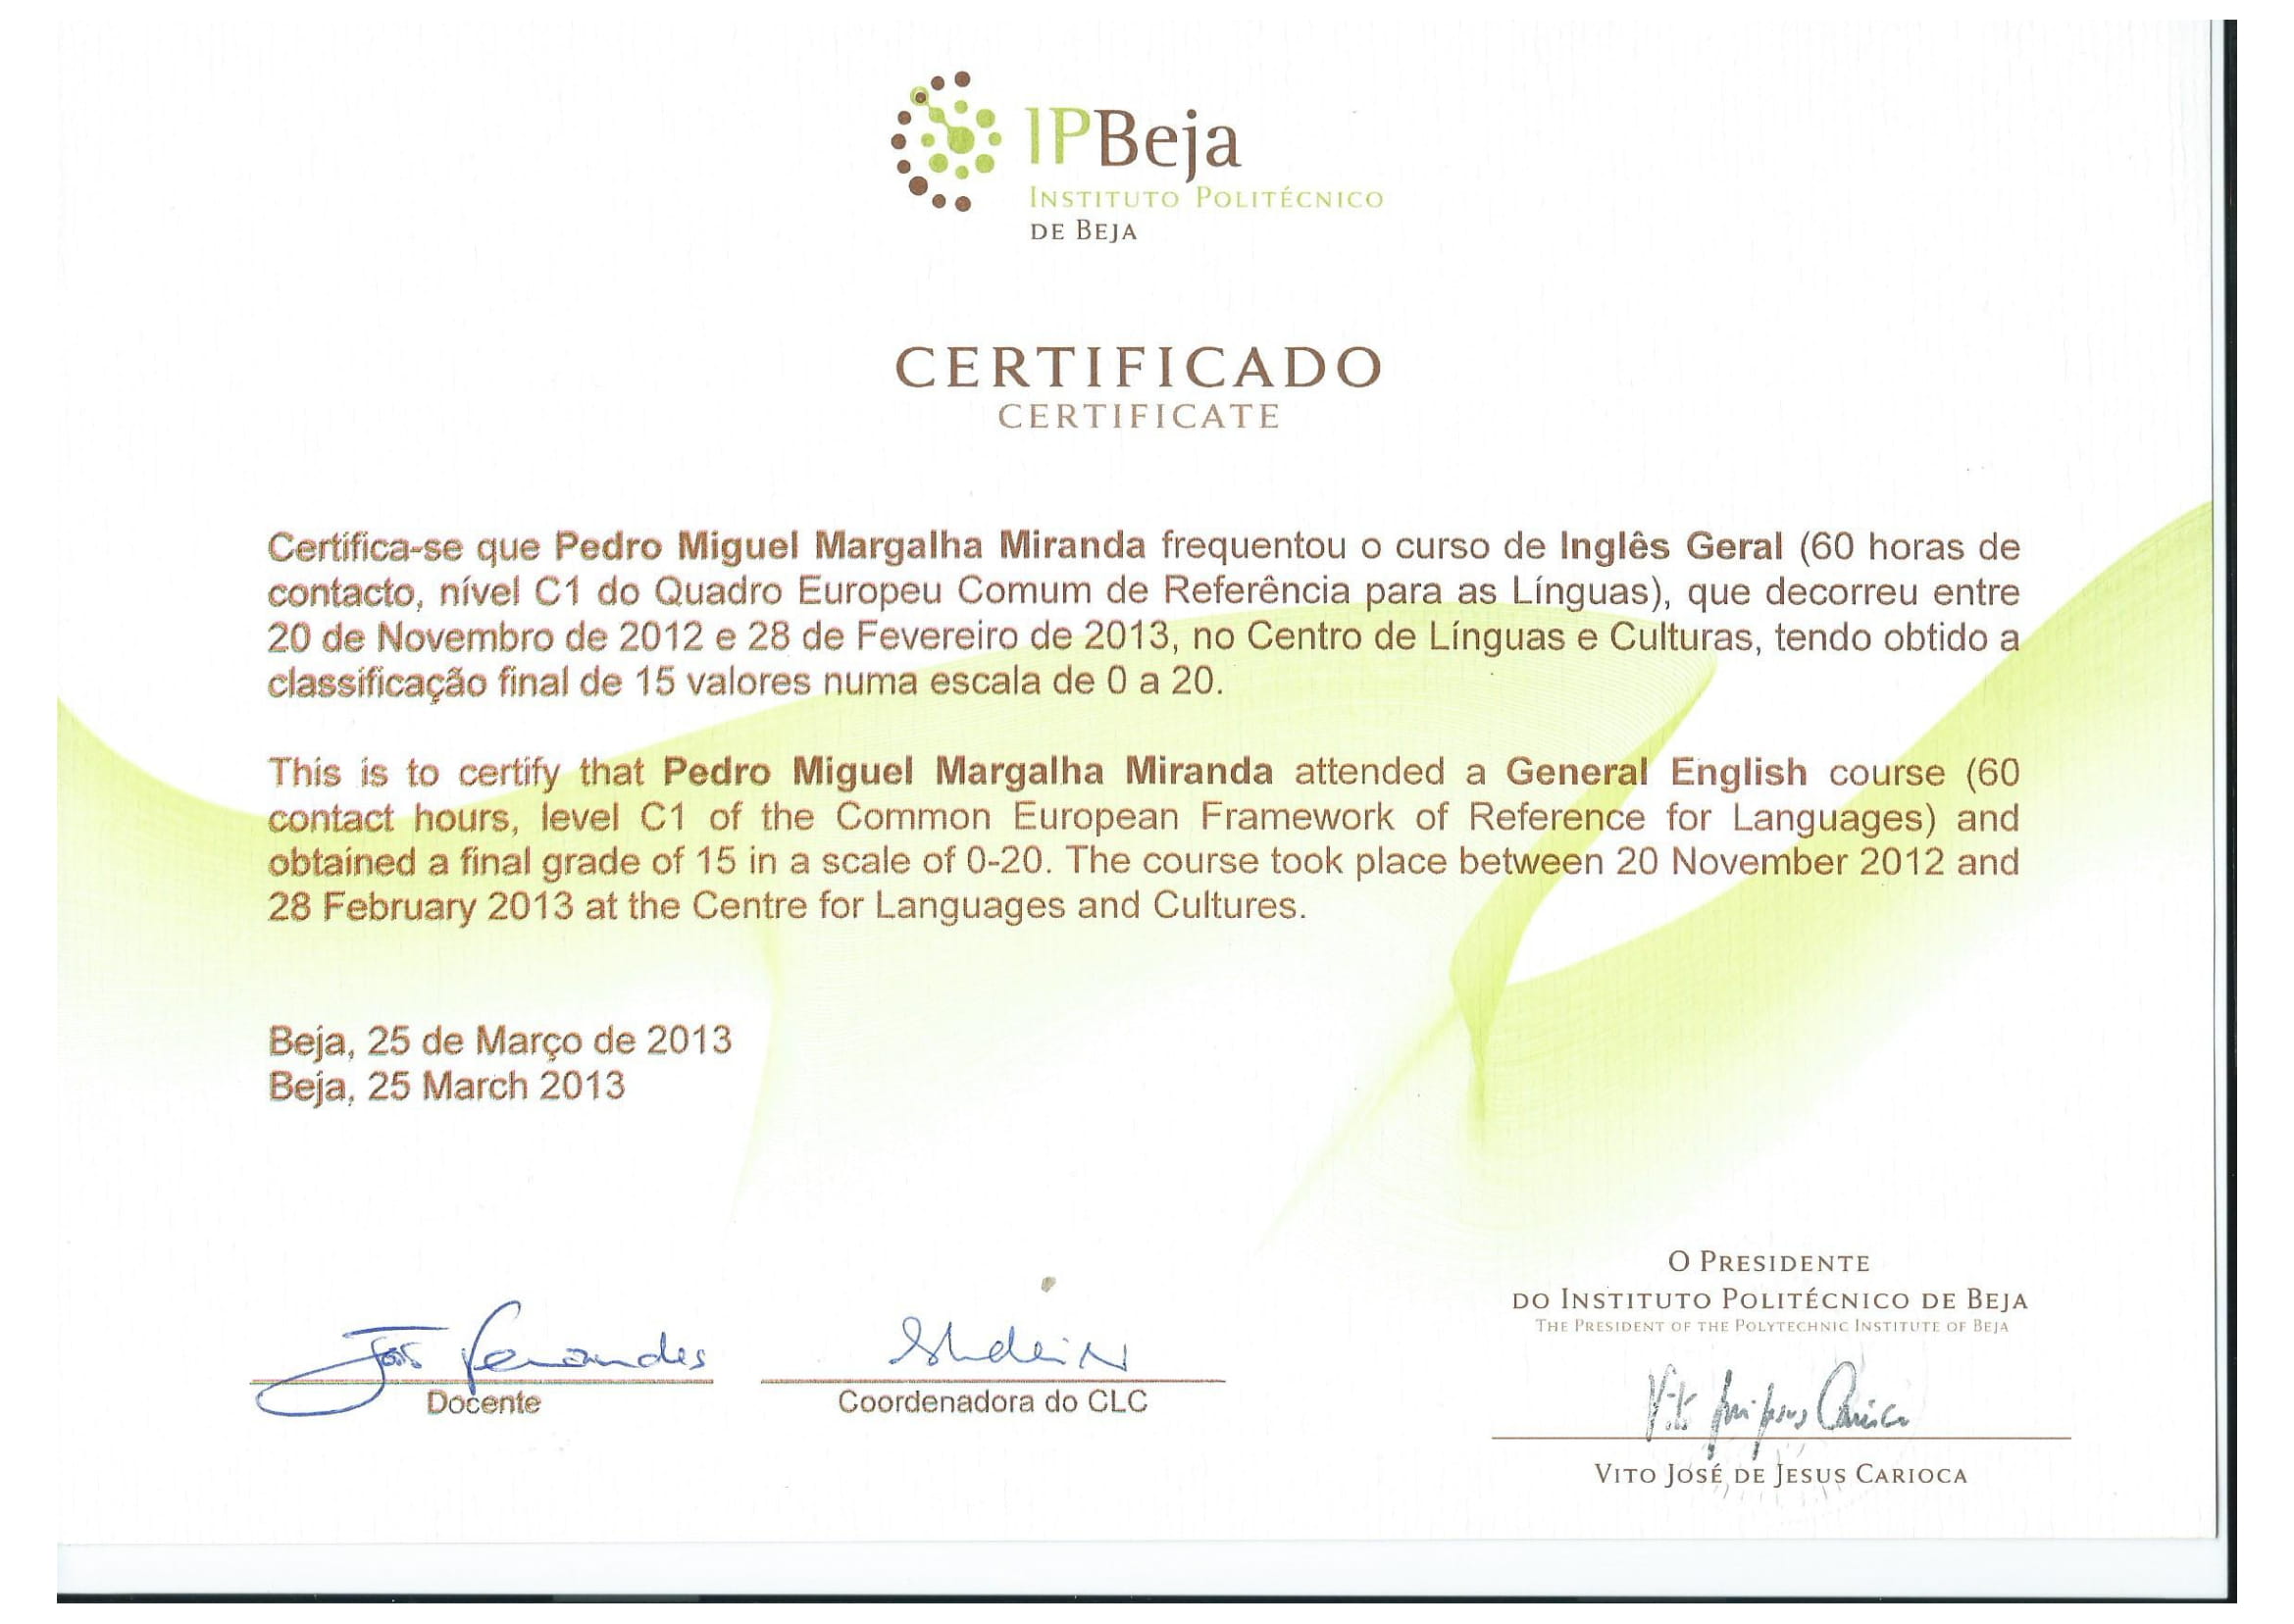 IPBeja
INSTITUTO POLITÉCNICO
DE BEJA
CERTIFICADO
CERTIFICATE
Certifica-se que Pedro Miguel Margalha Miranda frequentou o curso de Inglês Geral (60 horas de
contacto, nível C1 do Quadro Europeu Comum de Referência para as Línguas), que decorreu entre
20 de Novembro de 2012 e 28 de Fevereiro de 2013, no Centro de Línguas e Culturas, tendo obtido a
classificação final de 15 valores numa escala de 0 a 20.
This is to certify that Pedro Miguel Margalha Miranda attended a General English course (60
contact hours, level C1 of the Common European Framework of Reference for Languages) and
obtained a final grade of 15 in a scale of 0-20. The course took place between 20 November 2012 and
28 February 2013 at the Centre for Languages and Cultures.
Beja, 25 de Março de 2013
Beja, 25 March 2013
O PRESIDENTE
DO INSTITUTO POLITÉCNICO DE BEJA
THE PRESIDENT OF THE POLYTECHNIC INSTITUTE OF BEJA
Fernandes
Docente
Coordenadora do CLC
VITO JOSÉ DE JESUS CARIOCA